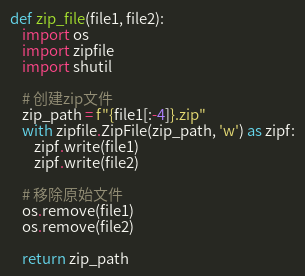 def zip_file(file1, file2):
import os
import zipfile
import shutil
# 创建zip文件
zip_path = f"{file1[:-4]}.zip"
with zipfile.ZipFile(zip_path, 'w') as zipf:
zipf.write(file1)
zipf.write(file2)
# 移除原始文件
os.remove(file1)
os.remove(file2)
return zip_path